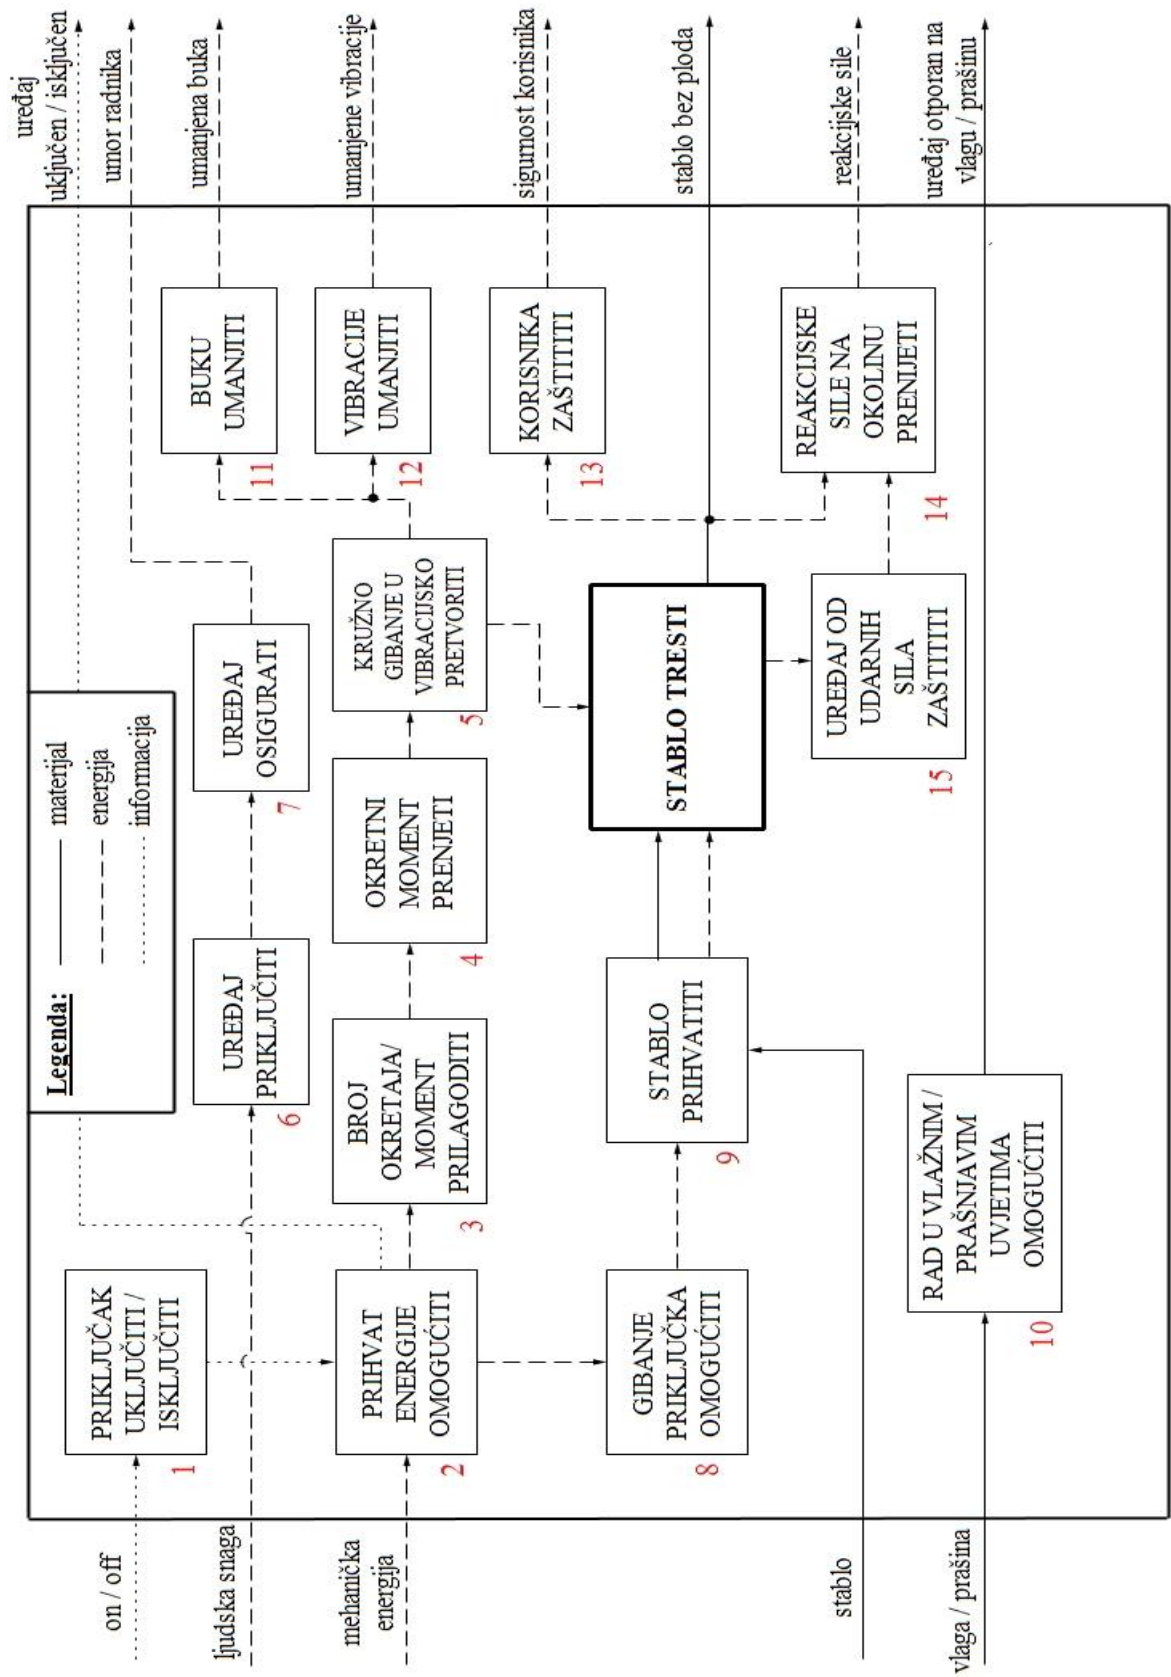 Legenda:
materijal
energija
informacija
on / off
ljudska snaga
mehanička
energija
stablo
vlaga / prašina
PRIKLJUČAK
UKLJUČITI /
ISKLJUČITI
1
PRIHVAT
ENERGIJE
OMOGUĆITI
2
BROJ
OKRETAJA/
MOMENT
PRILAGODITI
3
OKRETNI
MOMENT
PRENJETI
4
KRUŽNO
GIBANJE U
VIBRACIJSKO
PRETVORITI
5
UREĐAJ
PRIKLJUČITI
6
UREĐAJ
OSIGURATI
7
GIBANJE
PRIKLJUČKA
OMOGUĆITI
8
STABLO
PRIHVATITI
9
STABLO TRESTI
RAD U VLAŽNIM /
PRAŠNJAVIM
UVJETIMA
OMOGUĆITI
10
BUKU
UMANJITI
11
VIBRACIJE
UMANJITI
12
KORISNIKA
ZAŠTITITI
13
REAKCIJSKE
SILE NA
OKOLINU
PRENIJETI
14
UREĐAJ OD
UDARNIH
SILA
ZAŠTITITI
15
uređaj
uključen / isključen
umor radnika
umanjena buka
umanjene vibracije
sigurnost korisnika
stablo bez ploda
reakcijske sile
uređaj otporan na
vlagu / prašinu